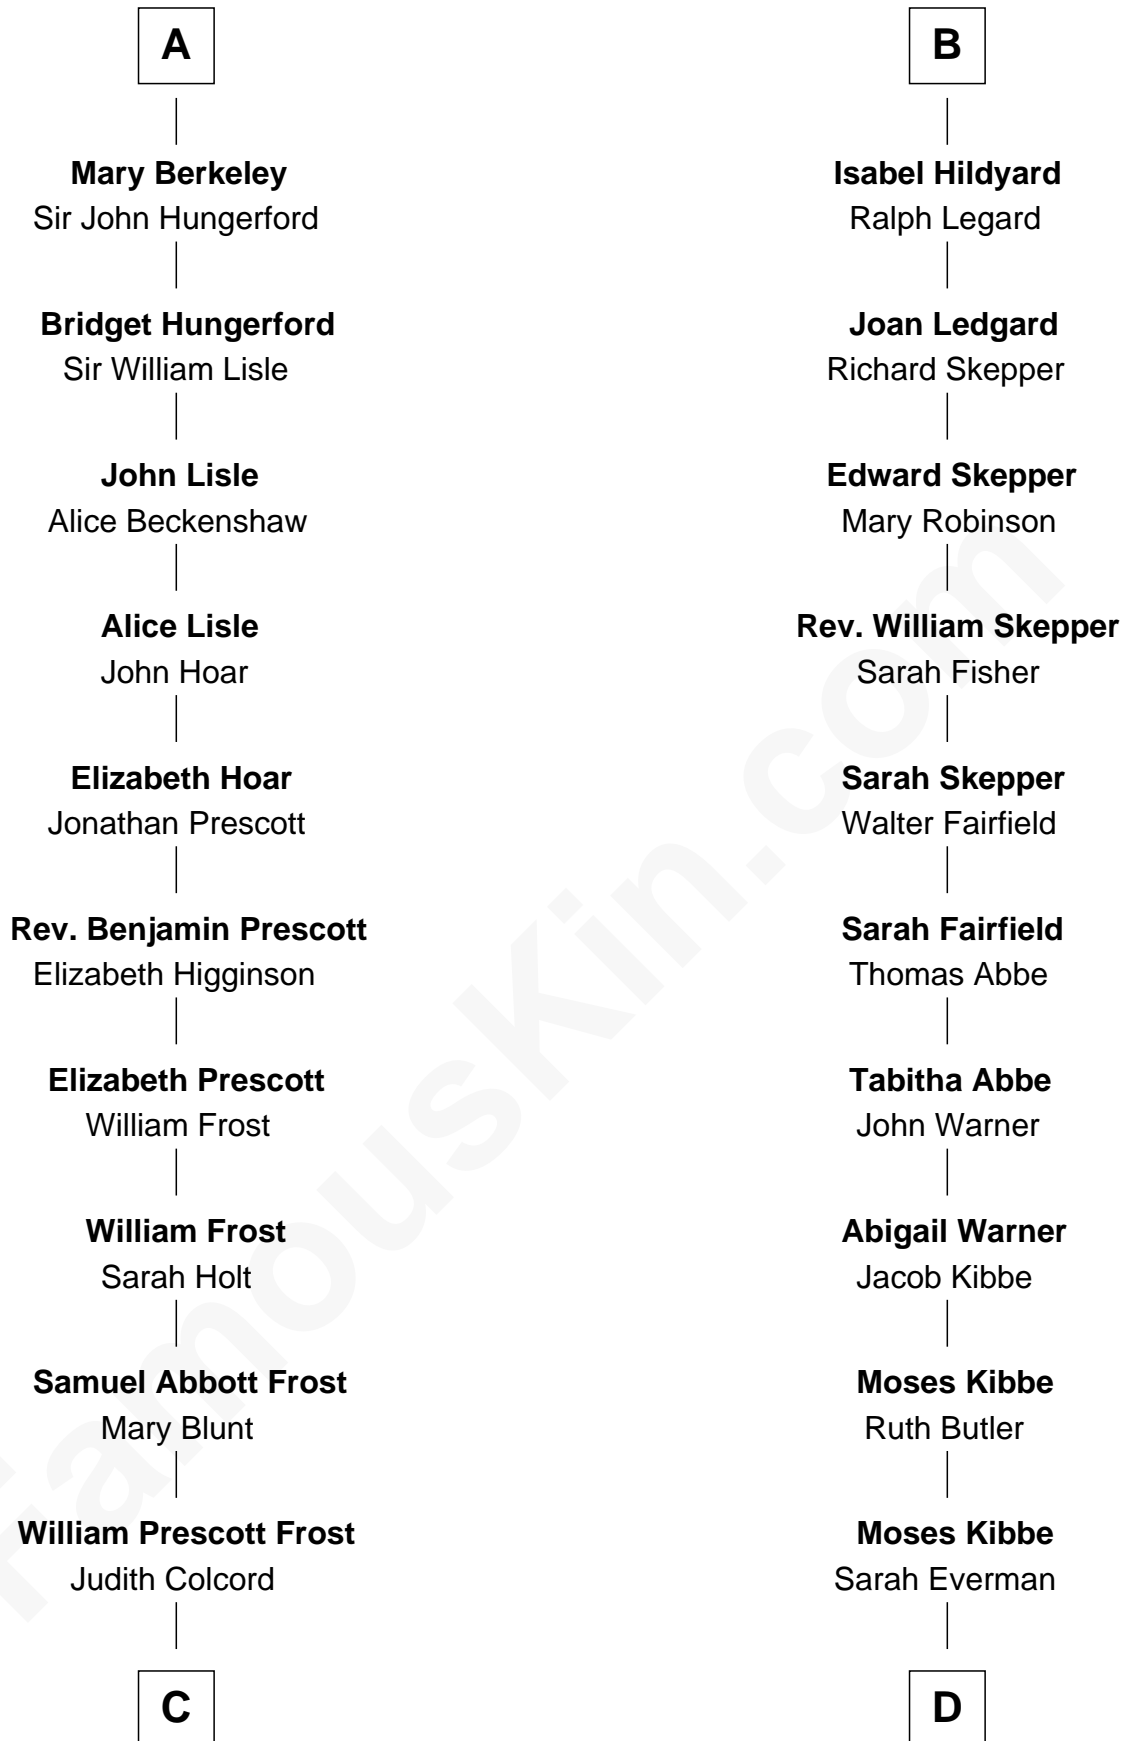 A
Mary Berkeley
Sir John Hungerford
Bridget Hungerford
Sir William Lisle
John Lisle
Alice Beckenshaw
Alice Lisle
John Hoar
Elizabeth Hoar
Jonathan Prescott
Rev. Benjamin Prescott
Elizabeth Higginson
Elizabeth Prescott
William Frost
William Frost
Sarah Holt
Samuel Abbott Frost
Mary Blunt
William Prescott Frost
Judith Colcord
C
B
Isabel Hildyard
Ralph Legard
Joan Ledgard
Richard Skepper
Edward Skepper
Mary Robinson
Rev. William Skepper
Sarah Fisher
Sarah Skepper
Walter Fairfield
Sarah Fairfield
Thomas Abbe
Tabitha Abbe
John Warner
Abigail Warner
Jacob Kibbe
Moses Kibbe
Ruth Butler
Moses Kibbe
Sarah Everman
D
FamousKin.com